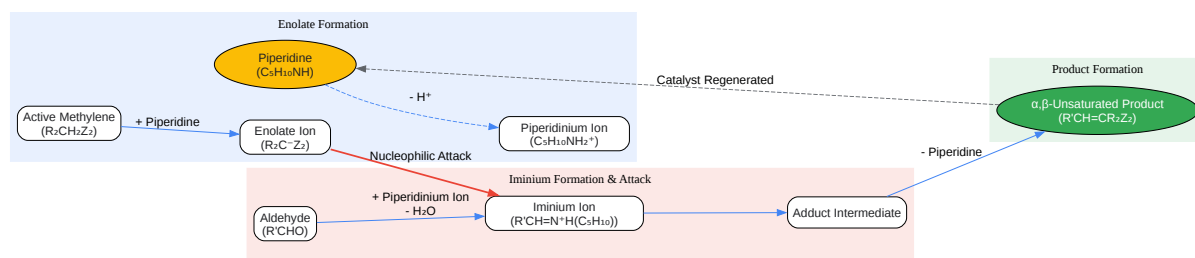 Enolate Formation
Piperidine
(C₅H₁₀NH)
Catalyst Regenerated
- H⁺
Active Methylene
(R₂CH₂Z₂)
+ Piperidine
Enolate Ion
(R₂C⁻Z₂)
Piperidinium Ion
(C₅H₁₀NH₂⁺)
Product Formation
α,β-Unsaturated Product
(R'CH=CR₂Z₂)
Nucleophilic Attack
- Piperidine
Iminium Formation & Attack
Aldehyde
(R'CHO)
+ Piperidinium Ion
- H₂O
Iminium Ion
(R'CH=N⁺H(C₅H₁₀))
Adduct Intermediate